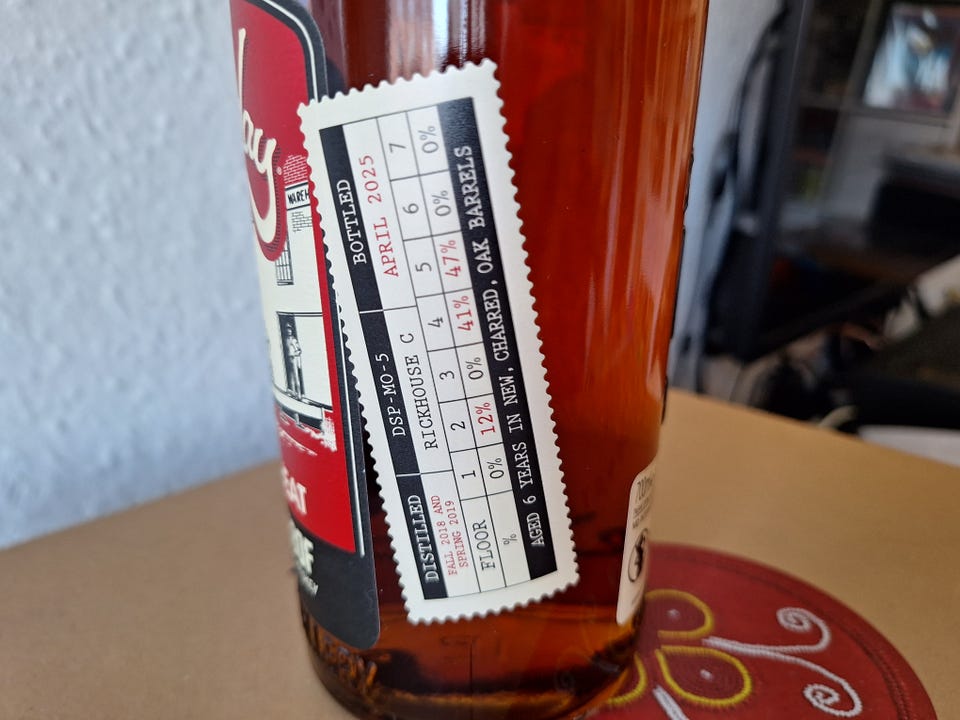 DISTILLED DSP-MO-5 BOTTLED
FALL 2018 AND
SPRING 2019
RICKHOUSE C
APRIL 2025
FLOOR 1 2 3 4 5 6 7
% 0% 12% 0% 41% 47% 0% 0%
AGED 6 YEARS IN NEW, CHARRED, OAK BARRELS